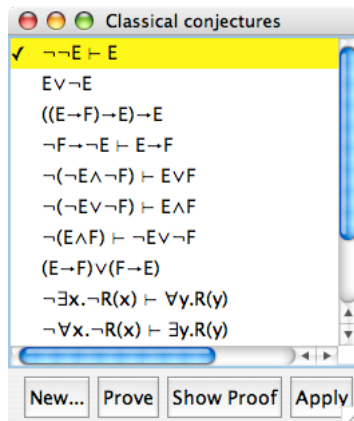 Classical conjectures
✓ ¬¬E ⊢ E
E∨¬E
((E→F)→E)→E
¬F→¬E ⊢ E→F
¬(¬E∧¬F) ⊢ E∨F
¬(¬E∨¬F) ⊢ E∧F
¬(E∧F) ⊢ ¬E∨¬F
(E→F)∨(F→E)
¬∃x.¬R(x) ⊢ ∀y.R(y)
¬∀x.¬R(x) ⊢ ∃y.R(y)
New... Prove Show Proof Apply